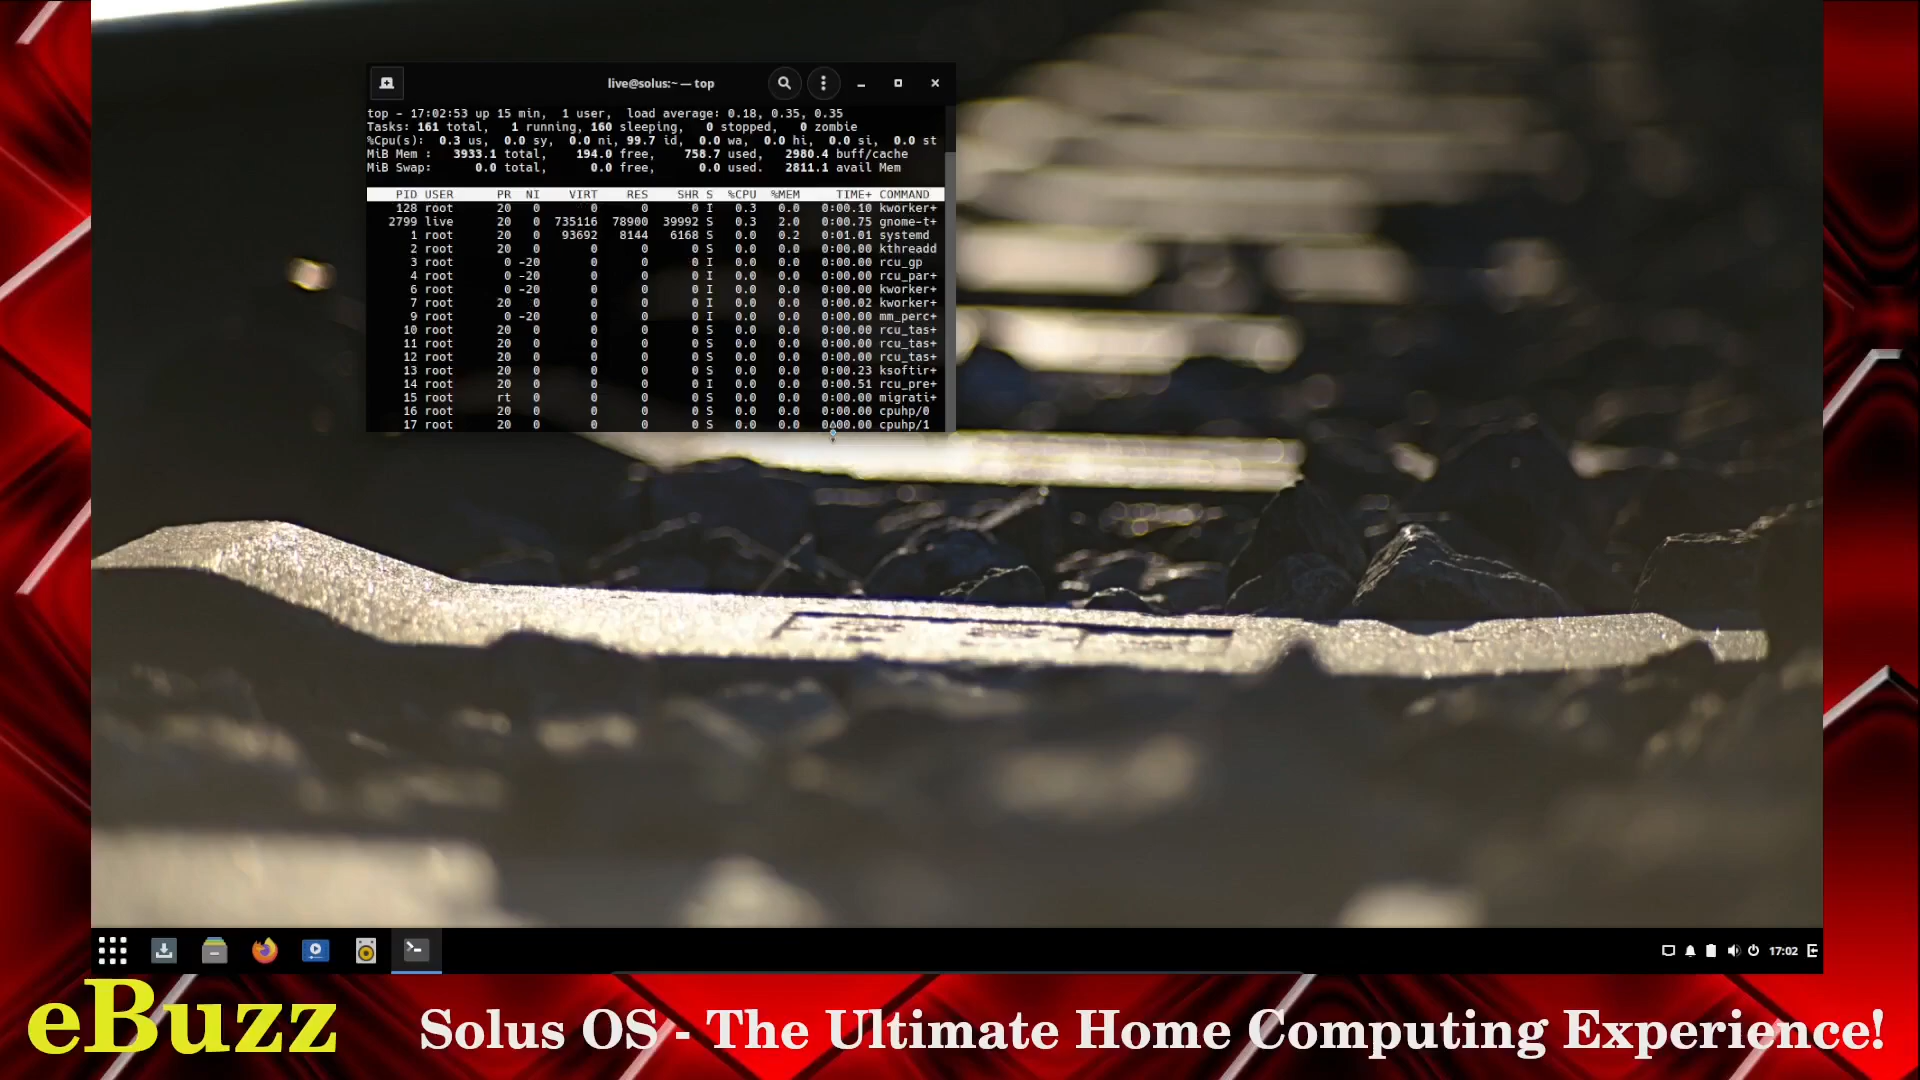 live@solus:~ — top
top - 17:02:53 up 15 min,  1 user,  load average: 0.18, 0.35, 0.35
Tasks: 161 total,   1 running, 160 sleeping,   0 stopped,   0 zombie
%Cpu(s):  0.3 us,  0.0 sy,  0.0 ni, 99.7 id,  0.0 wa,  0.0 hi,  0.0 si,  0.0 st
MiB Mem :   3933.1 total,    194.0 free,    758.7 used,   2980.4 buff/cache
MiB Swap:      0.0 total,      0.0 free,      0.0 used.   2811.1 avail Mem
PID USER PR NI VIRT RES SHR S %CPU %MEM TIME+ COMMAND
128 root 20 0 0 0 0 I 0.3 0.0 0:00.10 kworker+
2799 live 20 0 735116 78900 39992 S 0.3 2.0 0:00.75 gnome-t+
1 root 20 0 93692 8144 6168 S 0.0 0.2 0:01.01 systemd
2 root 20 0 0 0 0 S 0.0 0.0 0:00.00 kthreadd
3 root 0 -20 0 0 0 I 0.0 0.0 0:00.00 rcu_gp
4 root 0 -20 0 0 0 I 0.0 0.0 0:00.00 rcu_par+
6 root 0 -20 0 0 0 I 0.0 0.0 0:00.00 kworker+
7 root 20 0 0 0 0 I 0.0 0.0 0:00.02 kworker+
9 root 0 -20 0 0 0 I 0.0 0.0 0:00.00 mm_perc+
10 root 20 0 0 0 0 S 0.0 0.0 0:00.00 rcu_tas+
11 root 20 0 0 0 0 S 0.0 0.0 0:00.00 rcu_tas+
12 root 20 0 0 0 0 S 0.0 0.0 0:00.00 rcu_tas+
13 root 20 0 0 0 0 S 0.0 0.0 0:00.23 ksoftir+
14 root 20 0 0 0 0 I 0.0 0.0 0:00.51 rcu_pre+
15 root rt 0 0 0 0 S 0.0 0.0 0:00.00 migrati+
16 root 20 0 0 0 0 S 0.0 0.0 0:00.00 cpuhp/0
17 root 20 0 0 0 0 S 0.0 0.0 0:00.00 cpuhp/1
17:02
eBuzz
Solus OS - The Ultimate Home Computing Experience!